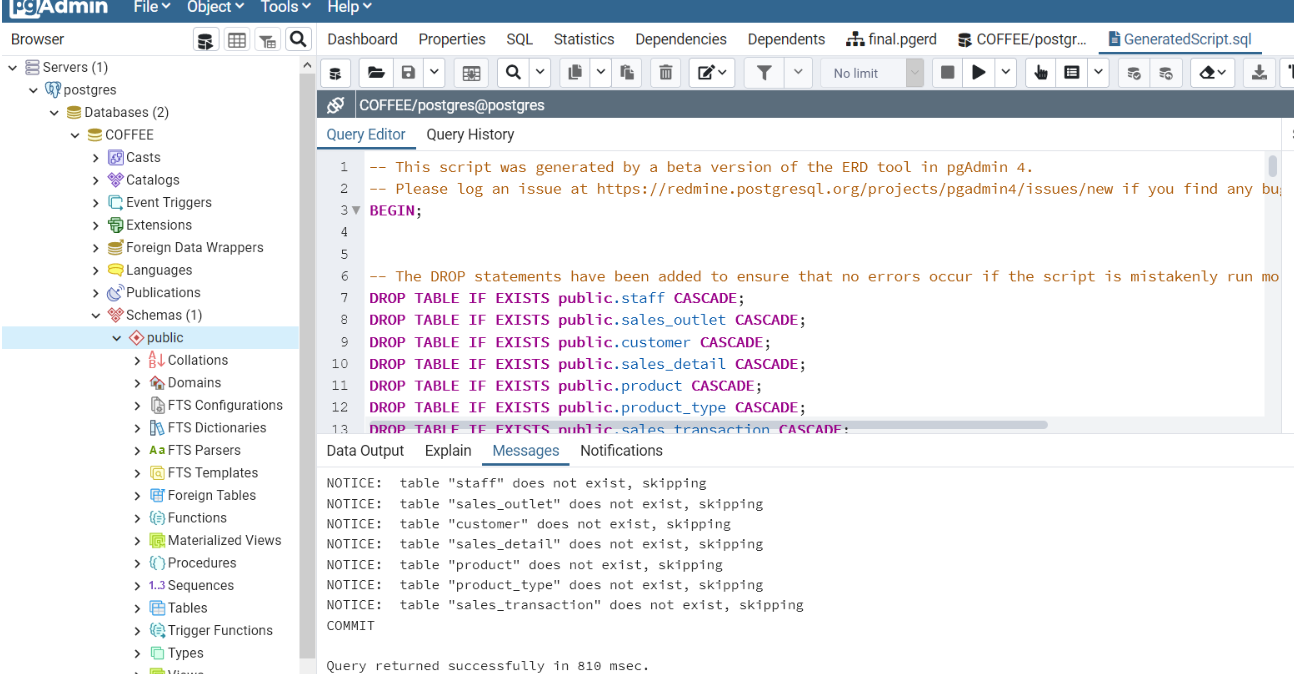 pgAdmin File Object Tools Help
Browser
Dashboard Properties SQL Statistics Dependencies Dependents final.pgerd COFFEE/postgr... GeneratedScript.sql
Servers (1)
postgres
Databases (2)
COFFEE
Casts
Catalogs
Event Triggers
Extensions
Foreign Data Wrappers
Languages
Publications
Schemas (1)
public
Collations
Domains
FTS Configurations
FTS Dictionaries
Aa FTS Parsers
FTS Templates
Foreign Tables
Functions
Materialized Views
Procedures
1..3 Sequences
Tables
Trigger Functions
Types
Views
No limit
COFFEE/postgres@postgres
Query Editor Query History
1 -- This script was generated by a beta version of the ERD tool in pgAdmin 4.
2 -- Please log an issue at https://redmine.postgresql.org/projects/pgadmin4/issues/new if you find any bu
3 BEGIN;
4
5
6 -- The DROP statements have been added to ensure that no errors occur if the script is mistakenly run mo
7 DROP TABLE IF EXISTS public.staff CASCADE;
8 DROP TABLE IF EXISTS public.sales_outlet CASCADE;
9 DROP TABLE IF EXISTS public.customer CASCADE;
10 DROP TABLE IF EXISTS public.sales_detail CASCADE;
11 DROP TABLE IF EXISTS public.product CASCADE;
12 DROP TABLE IF EXISTS public.product_type CASCADE;
13 DROP TABLE IF EXISTS public.sales_transaction CASCADE;
Data Output Explain Messages Notifications
NOTICE: table "staff" does not exist, skipping
NOTICE: table "sales_outlet" does not exist, skipping
NOTICE: table "customer" does not exist, skipping
NOTICE: table "sales_detail" does not exist, skipping
NOTICE: table "product" does not exist, skipping
NOTICE: table "product_type" does not exist, skipping
NOTICE: table "sales_transaction" does not exist, skipping
COMMIT
Query returned successfully in 810 msec.